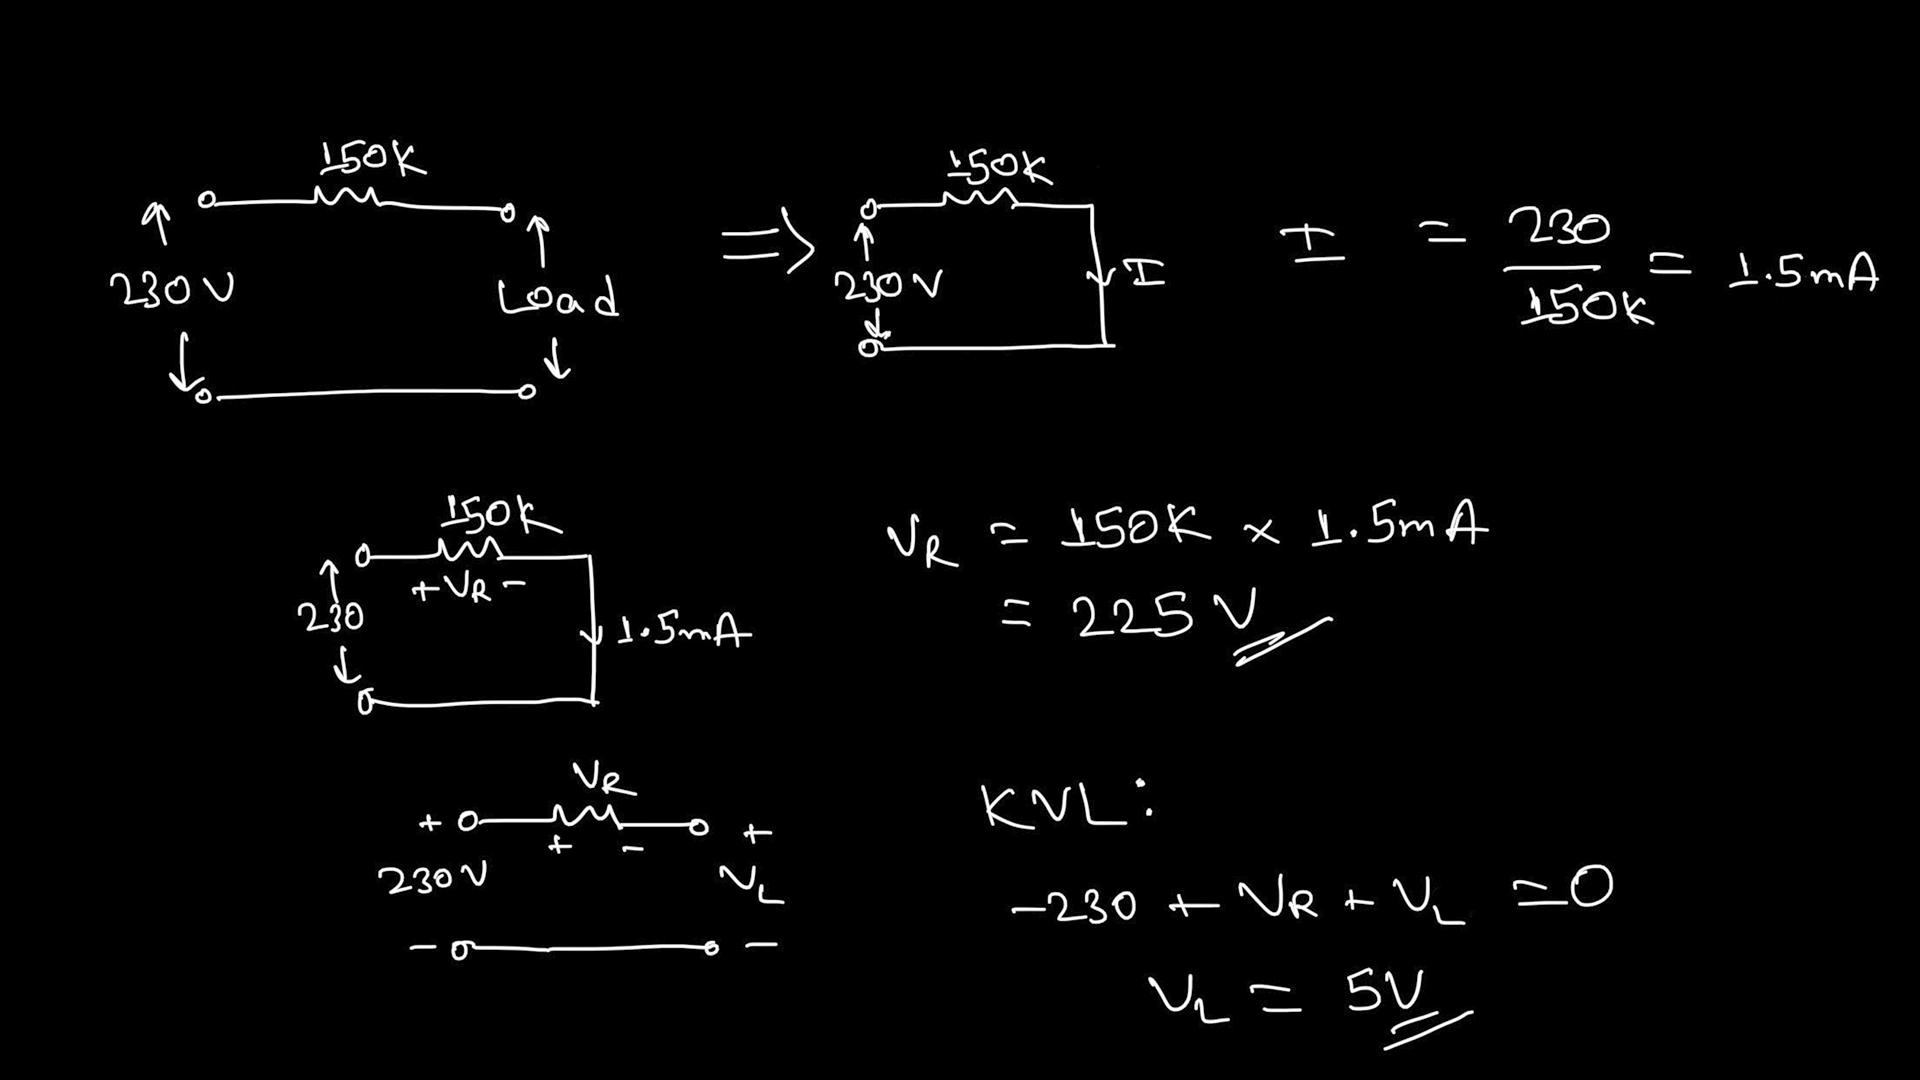 150K
230V
Load
⇒
150K
230V
I
I = 230/150K = 1.5mA
150K
+VR-
230
1.5mA
VR = 150K x 1.5mA
= 225V
VR
+ + - +
230V
VL
- -
KVL:
-230 + VR + VL = 0
VL = 5V